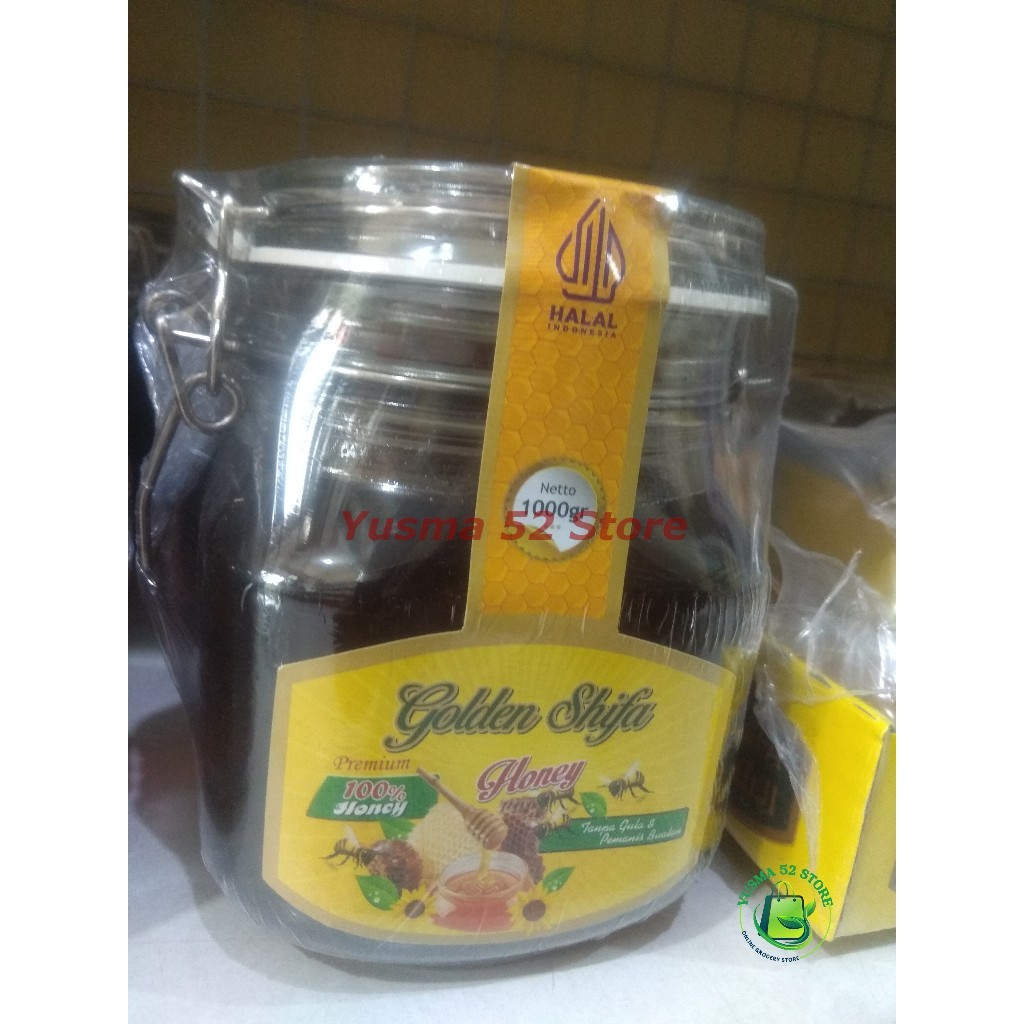 HALAL
INDONESIA
Netto
1000gr
Yusma 52 Store
Golden Shifa
Premium
100%
Honey
Honey
Tanpa Gula &
Pemanis Buatan
YUSMA 52 STORE
ONLINE GROCERY STORE